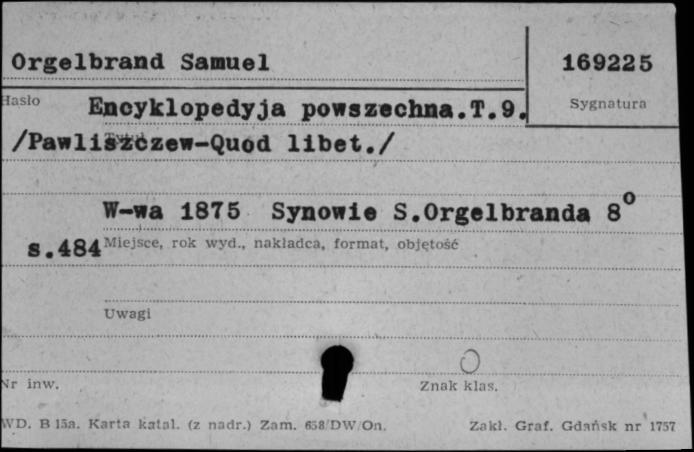 Orgelbrand Samuel 169225
Hasło Sygnatura
Encyklopedyja powszechna.T.9.
Tytuł
/Pawliszczew-Quod libet./
W-wa 1875 Synowie S.Orgelbranda 8⁰
s.484 Miejsce, rok wyd., nakładca, format, objętość
Uwagi
Nr inw. Znak klas.
WD. B 15a. Karta katal. (z nadr.) Zam. 658/DW/On. Zakł. Graf. Gdańsk nr 1757